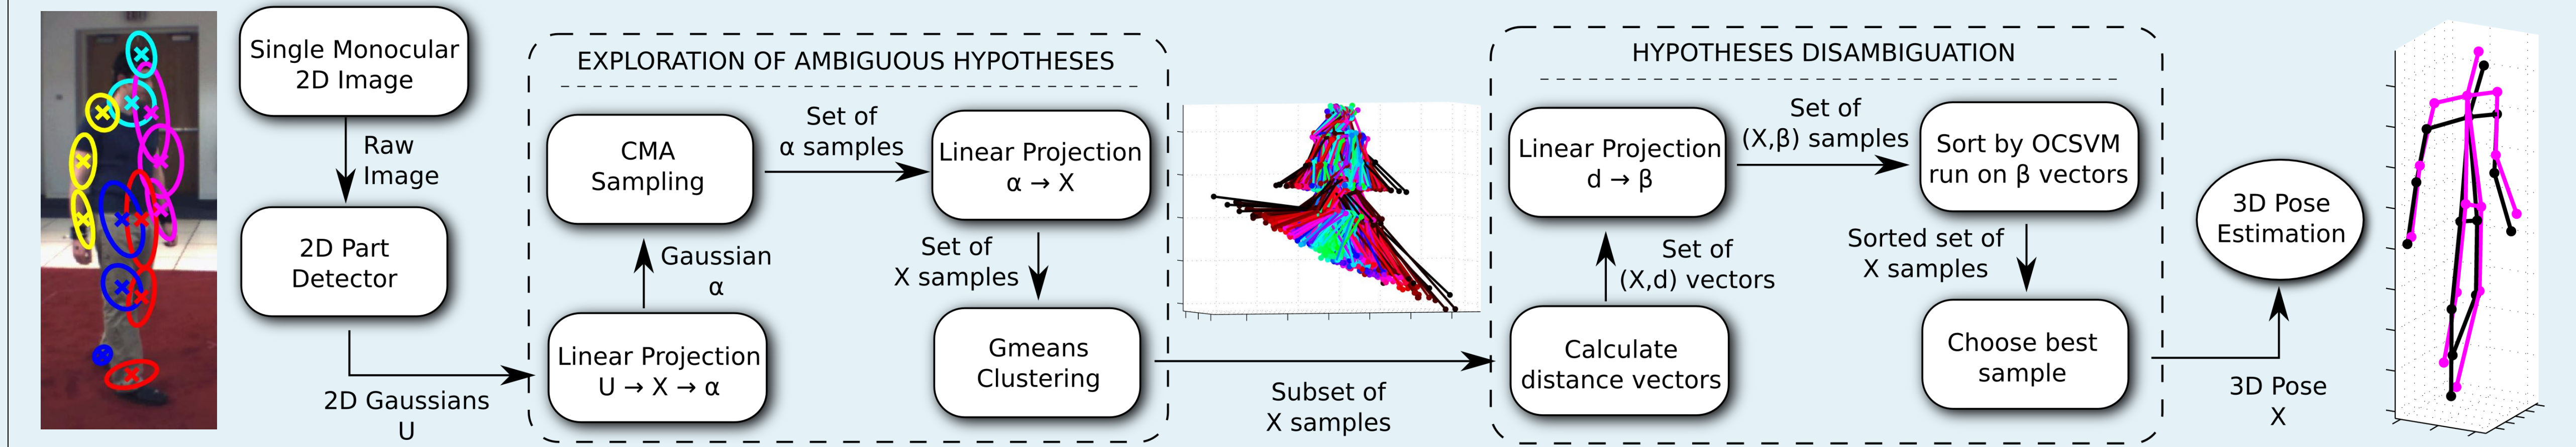 Single Monocular
2D Image
Raw
Image
2D Part
Detector
2D Gaussians
U
EXPLORATION OF AMBIGUOUS HYPOTHESES
Linear Projection
U → X → α
Gaussian
α
CMA
Sampling
Set of
α samples
Linear Projection
α → X
Set of
X samples
Gmeans
Clustering
Subset of
X samples
HYPOTHESES DISAMBIGUATION
Calculate
distance vectors
Set of
(X,d) vectors
Linear Projection
d → β
Set of
(X,β) samples
Sort by OCSVM
run on β vectors
Sorted set of
X samples
Choose best
sample
3D Pose
X
3D Pose
Estimation